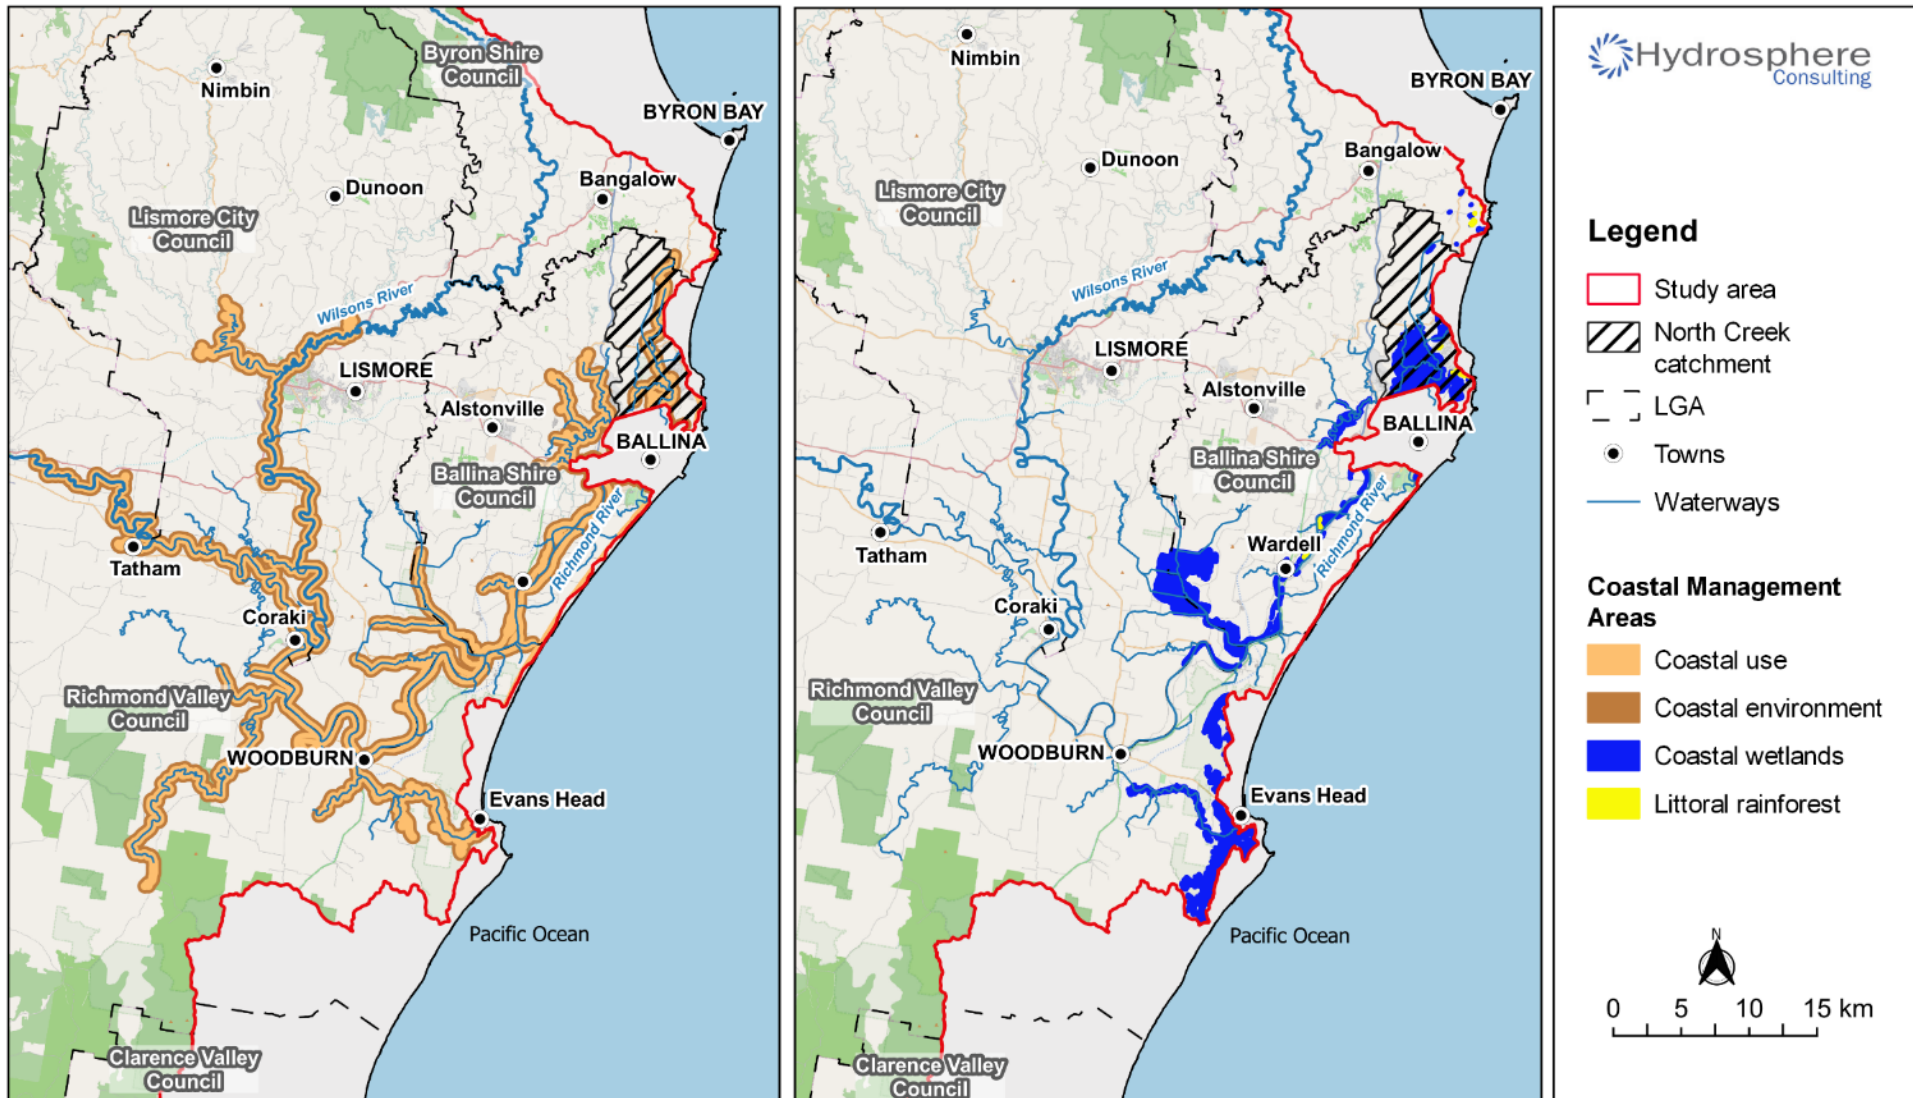 Byron Shire
Council
Nimbin
BYRON BAY
Dunoon
Bangalow
Lismore City
Council
Wilsons River
LISMORE
Alstonville
BALLINA
Ballina Shire
Council
Richmond River
Tatham
Coraki
Richmond Valley
Council
WOODBURN
Evans Head
Pacific Ocean
Clarence Valley
Council
Nimbin
BYRON BAY
Bangalow
Dunoon
Lismore City
Council
Wilsons River
LISMORE
Alstonville
BALLINA
Ballina Shire
Council
Richmond River
Wardell
Tatham
Coraki
Richmond Valley
Council
WOODBURN
Evans Head
Pacific Ocean
Clarence Valley
Council
Hydrosphere
Consulting
Legend
Study area
North Creek
catchment
LGA
Towns
Waterways
Coastal Management
Areas
Coastal use
Coastal environment
Coastal wetlands
Littoral rainforest
N
0 5 10 15 km